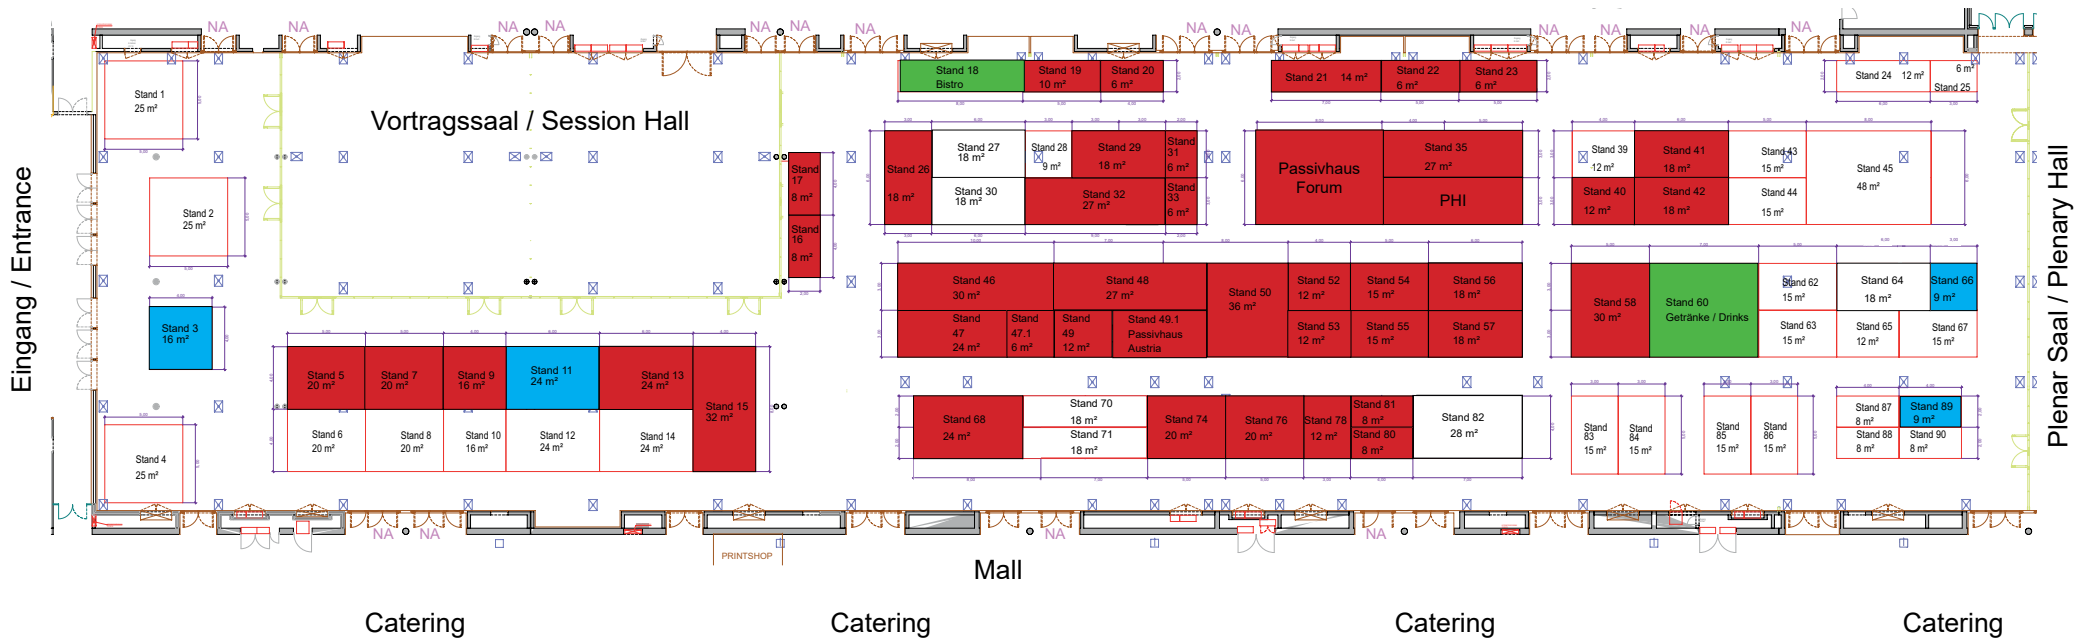 NA
NA
NA
NA
NA
NA
NA
NA
NA
NA
NA
NA
NA
Stand 1
25 m²
Vortragssaal / Session Hall
Stand 18
Bistro
Stand 19
10 m²
Stand 20
6 m²
Stand 21 14 m²
Stand 22
6 m²
Stand 23
6 m²
Stand 24 12 m²
6 m²
Stand 25
Eingang / Entrance
Plenar Saal / Plenary Hall
Stand 2
25 m²
Stand
17
8 m²
Stand
16
8 m²
Stand 26
18 m²
Stand 27
18 m²
Stand 28
9 m²
Stand 29
18 m²
Stand
31
6 m²
Stand 30
18 m²
Stand 32
27 m²
Stand
33
6 m²
Passivhaus
Forum
Stand 35
27 m²
PHI
Stand 39
12 m²
Stand 41
18 m²
Stand 43
15 m²
Stand 45
48 m²
Stand 40
12 m²
Stand 42
18 m²
Stand 44
15 m²
Stand 3
16 m²
Stand 46
30 m²
Stand 48
27 m²
Stand 50
36 m²
Stand 52
12 m²
Stand 54
15 m²
Stand 56
18 m²
Stand
47
24 m²
Stand
47.1
6 m²
Stand
49
12 m²
Stand 49.1
Passivhaus
Austria
Stand 53
12 m²
Stand 55
15 m²
Stand 57
18 m²
Stand 58
30 m²
Stand 60
Getränke / Drinks
Stand 62
15 m²
Stand 64
18 m²
Stand 66
9 m²
Stand 63
15 m²
Stand 65
12 m²
Stand 67
15 m²
Stand 5
20 m²
Stand 7
20 m²
Stand 9
16 m²
Stand 11
24 m²
Stand 13
24 m²
Stand 15
32 m²
Stand 6
20 m²
Stand 8
20 m²
Stand 10
16 m²
Stand 12
24 m²
Stand 14
24 m²
Stand 4
25 m²
Stand 68
24 m²
Stand 70
18 m²
Stand 71
18 m²
Stand 74
20 m²
Stand 76
20 m²
Stand 78
12 m²
Stand 81
8 m²
Stand 80
8 m²
Stand 82
28 m²
Stand
83
15 m²
Stand
84
15 m²
Stand
85
15 m²
Stand
86
15 m²
Stand 87
8 m²
Stand 89
9 m²
Stand 88
8 m²
Stand 90
8 m²
NA
NA
NA
NA
PRINTSHOP
Mall
Catering
Catering
Catering
Catering